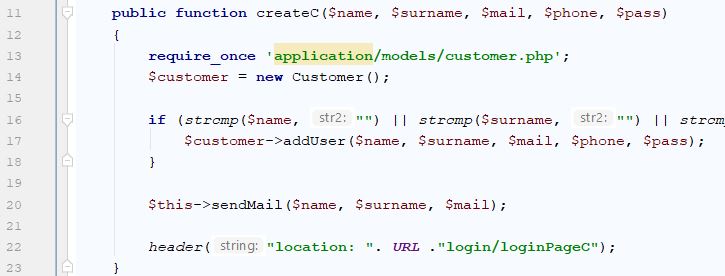 11 public function createC($name, $surname, $mail, $phone, $pass)
12 {
13 require_once 'application/models/customer.php';
14 $customer = new Customer();
15
16 if (strcmp($name, str2: "") || strcmp($surname, str2: "") || strcm
17 $customer->addUser($name, $surname, $mail, $phone, $pass);
18 }
19
20 $this->sendMail($name, $surname, $mail);
21
22 header( string: "location: ". URL ."login/loginPageC");
23 }